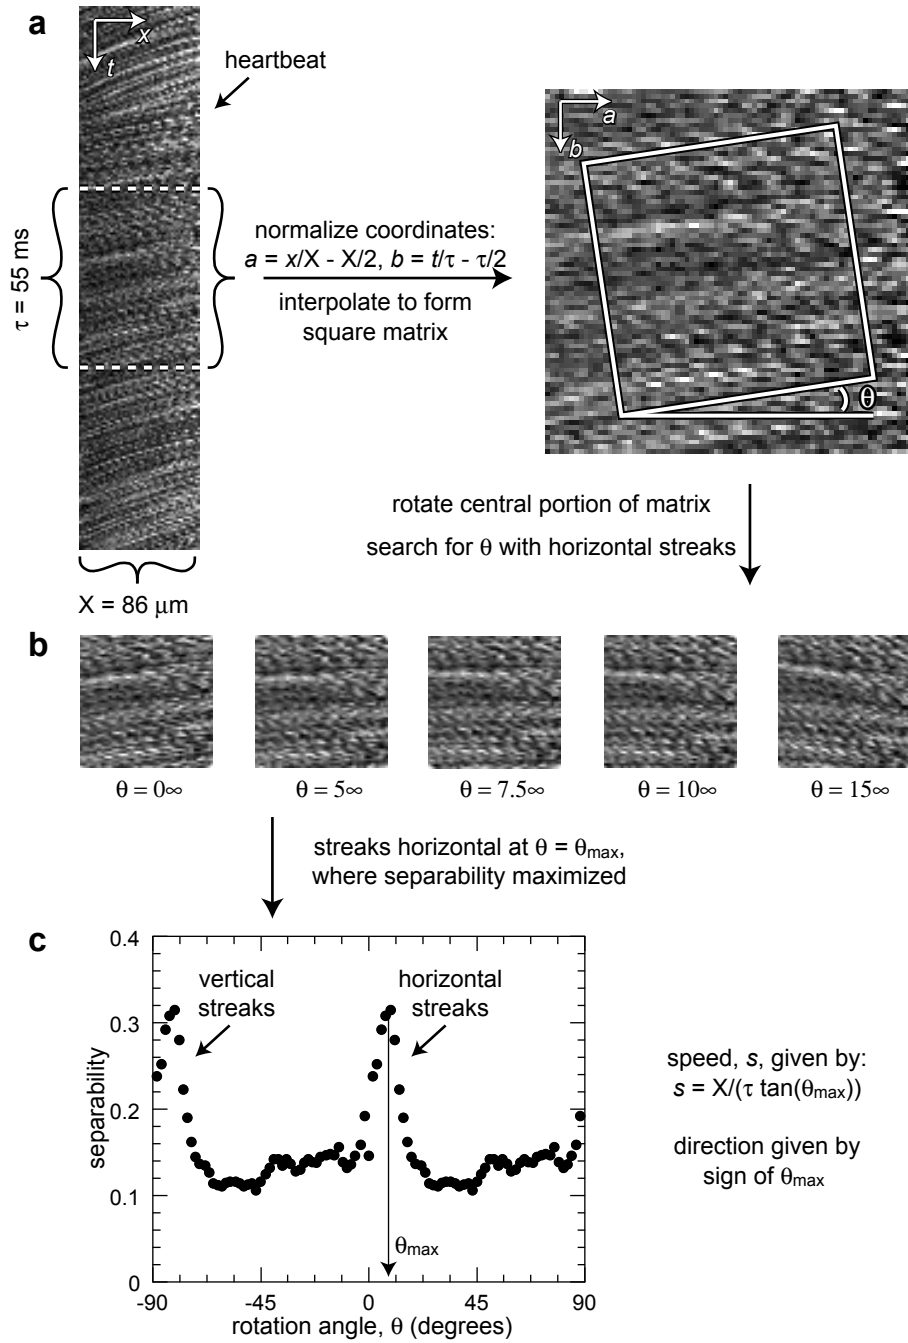 a
x
t
heartbeat
τ = 55 ms
X = 86 μm
normalize coordinates:
a = x/X - X/2, b = t/τ - τ/2
interpolate to form
square matrix
a
b
θ
rotate central portion of matrix
search for θ with horizontal streaks
b
θ = 0∞
θ = 5∞
θ = 7.5∞
θ = 10∞
θ = 15∞
streaks horizontal at θ = θmax,
where separability maximized
c
separability
0.4
0.3
0.2
0.1
0
vertical
streaks
horizontal
streaks
θmax
-90
-45
0
45
90
rotation angle, θ (degrees)
speed, s, given by:
s = X/(τ tan(θmax))
direction given by
sign of θmax